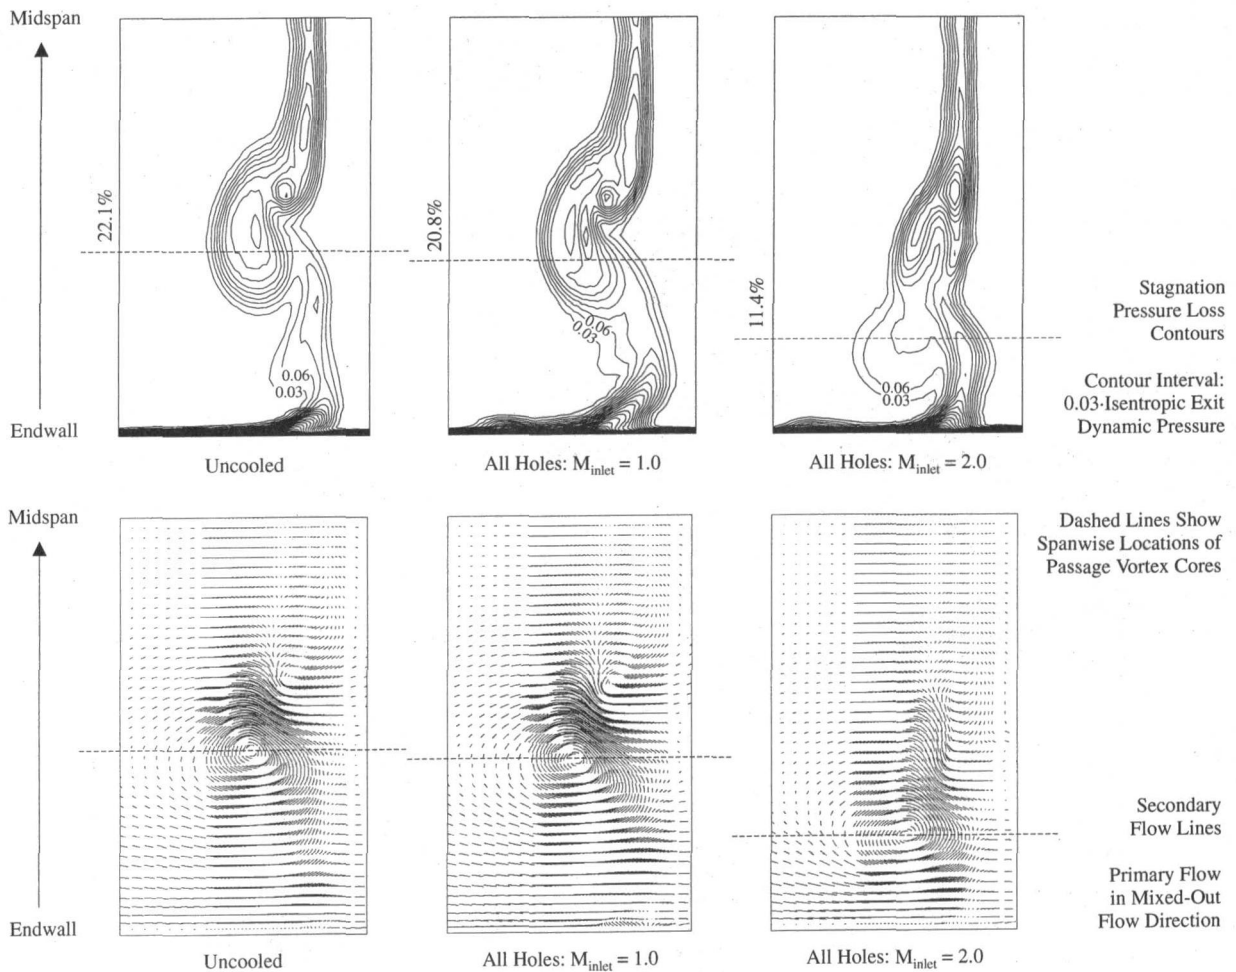 Midspan
22.1%
20.8%
11.4%
0.06
0.03
0.06
0.03
0.06
0.03
Stagnation
Pressure Loss
Contours
Contour Interval:
0.03·Isentropic Exit
Dynamic Pressure
Endwall
Uncooled
All Holes: M_inlet = 1.0
All Holes: M_inlet = 2.0
Midspan
Dashed Lines Show
Spanwise Locations of
Passage Vortex Cores
Secondary
Flow Lines
Primary Flow
in Mixed-Out
Flow Direction
Endwall
Uncooled
All Holes: M_inlet = 1.0
All Holes: M_inlet = 2.0